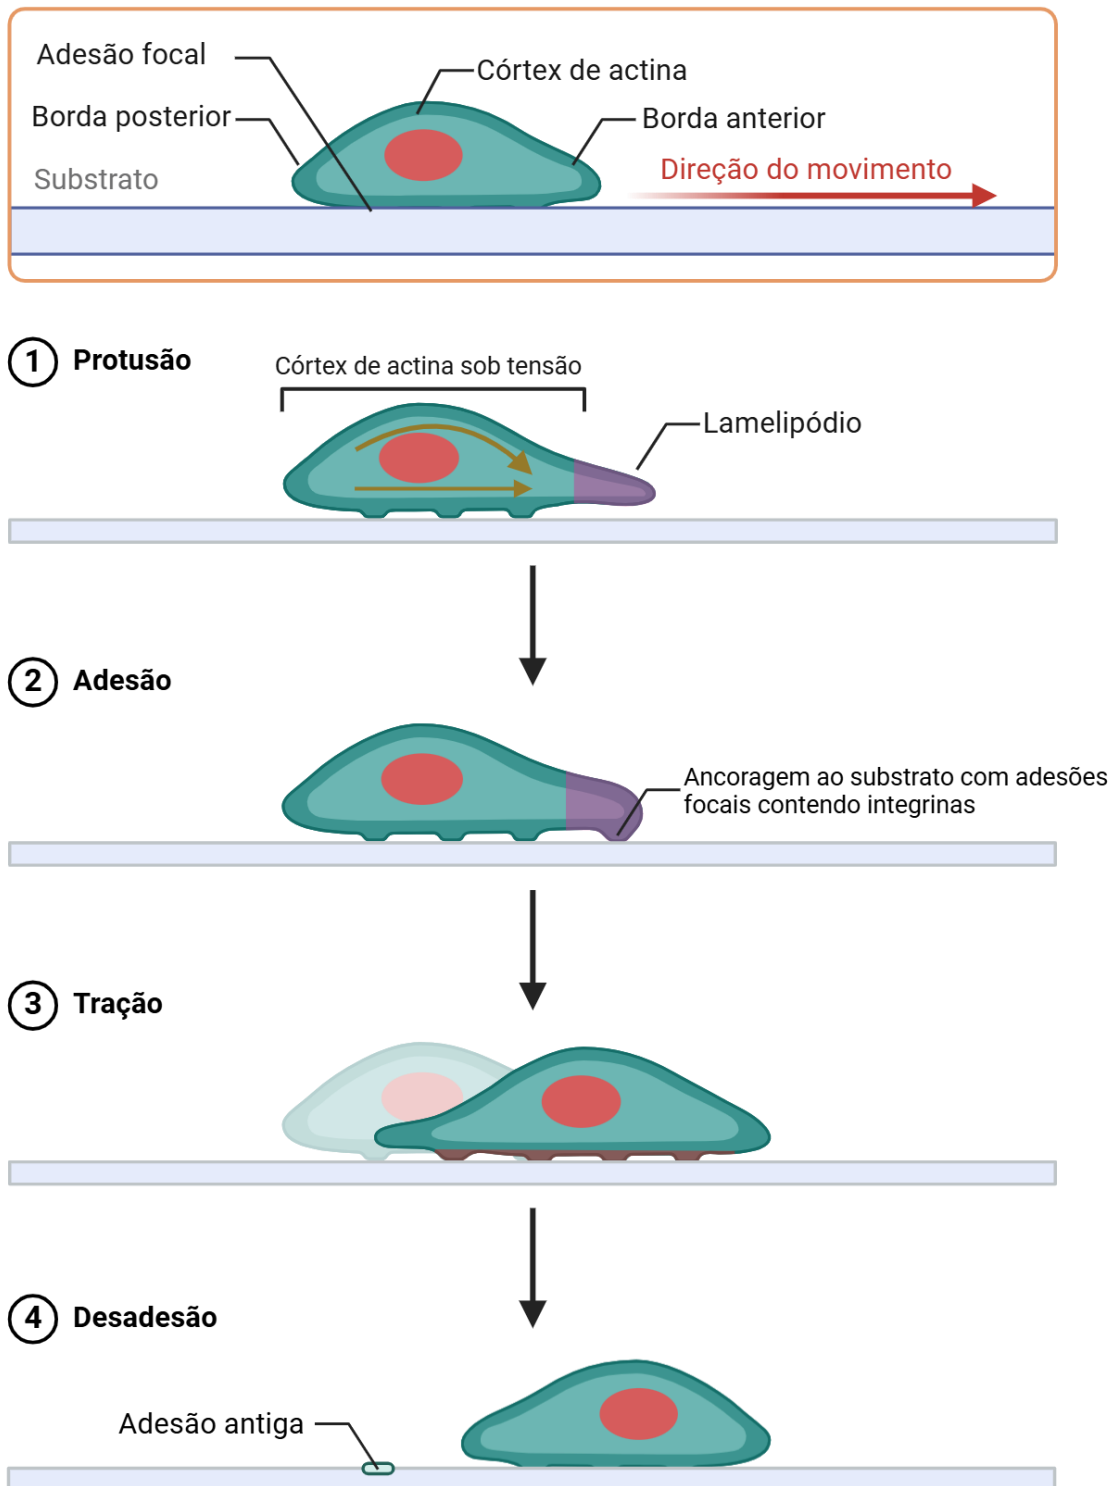 Adesão focal
Córtex de actina
Borda posterior
Borda anterior
Direção do movimento
Substrato
1 Protusão
Córtex de actina sob tensão
Lamelipódio
2 Adesão
Ancoragem ao substrato com adesões
focais contendo integrinas
3 Tração
4 Desadesão
Adesão antiga